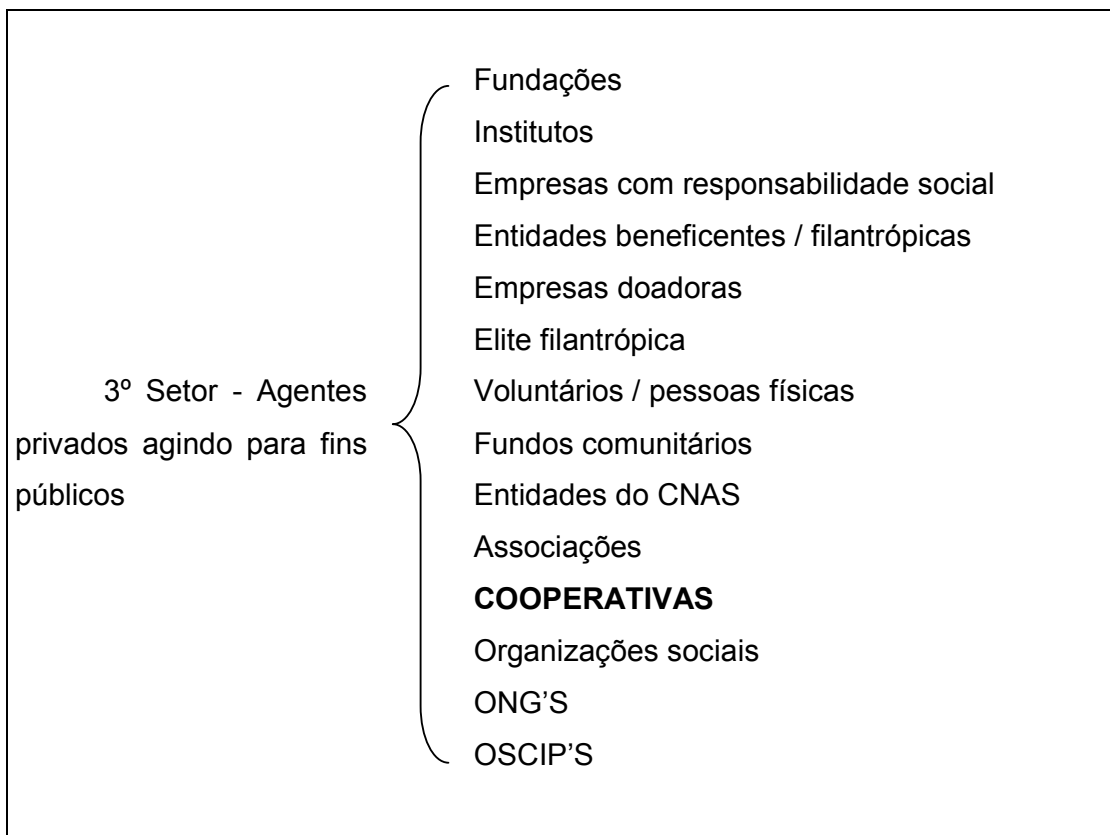 Fundações
Institutos
Empresas com responsabilidade social
Entidades beneficentes / filantrópicas
Empresas doadoras
Elite filantrópica
3º Setor - Agentes
privados agindo para fins
públicos
Voluntários / pessoas físicas
Fundos comunitários
Entidades do CNAS
Associações
COOPERATIVAS
Organizações sociais
ONG’S
OSCIP’S